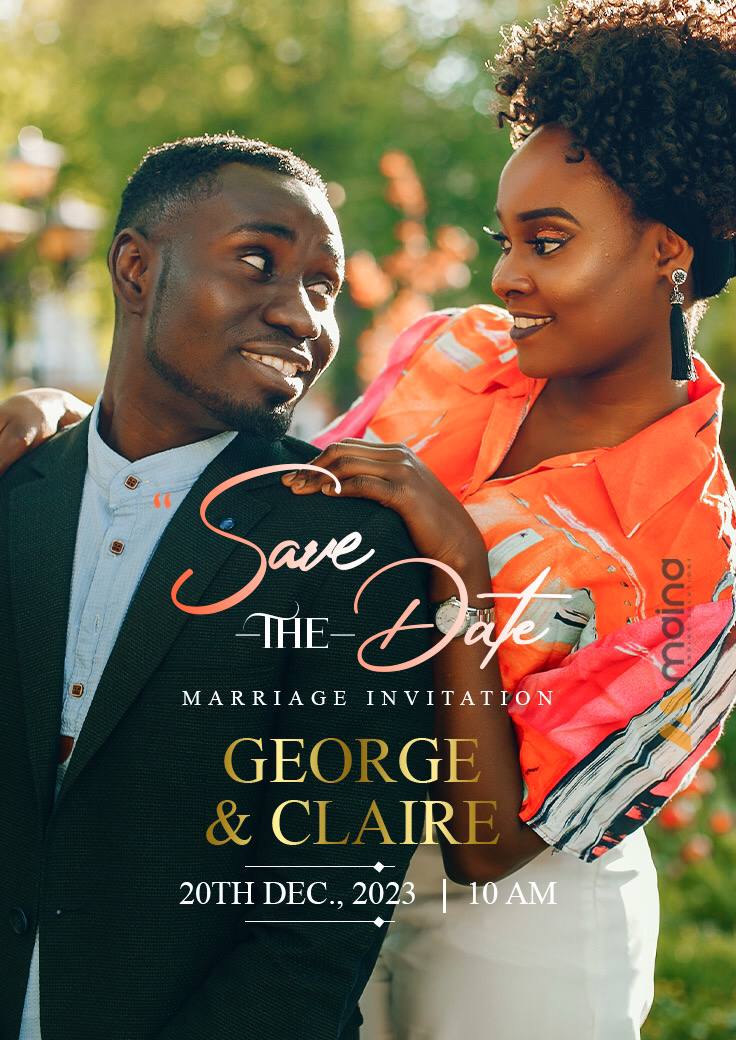 “Save
THE Date
MARRIAGE INVITATION
GEORGE
& CLAIRE
20TH DEC., 2023 | 10 AM
maina